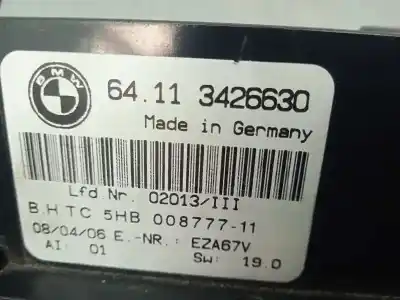 BMW
64.11 3426630
Made in Germany
Lfd.Nr. 02013/III
B.H TC 5HB 008777-11
08/04/06 E.-NR.: EZA67V
AI: 01 SW: 19.0